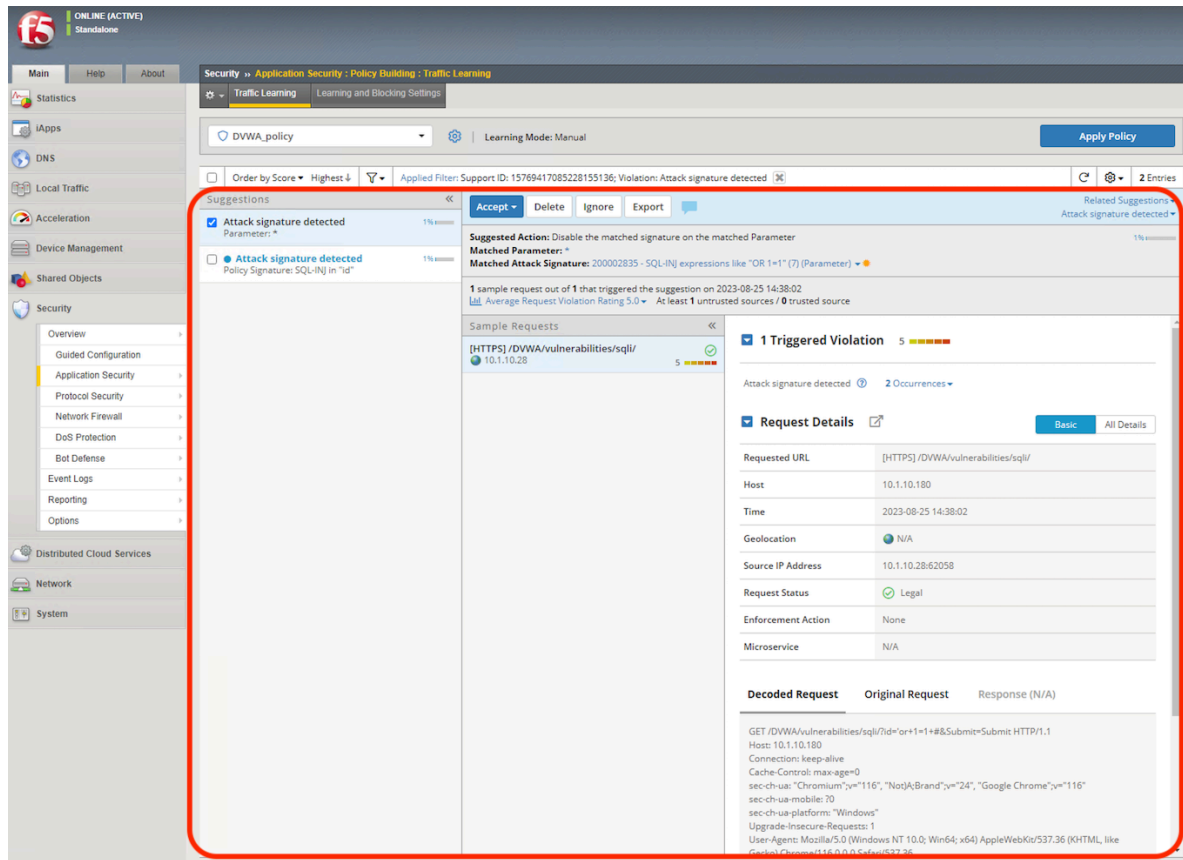 f5
ONLINE (ACTIVE)
Standalone
Main Help About
Statistics
iApps
DNS
Local Traffic
Acceleration
Device Management
Shared Objects
Security
Overview
Guided Configuration
Application Security
Protocol Security
Network Firewall
DoS Protection
Bot Defense
Event Logs
Reporting
Options
Distributed Cloud Services
Network
System
Security ›› Application Security : Policy Building : Traffic Learning
Traffic Learning Learning and Blocking Settings
DVWA_policy Learning Mode: Manual Apply Policy
Order by Score Highest↓ Applied Filter: Support ID: 15769417085228155136; Violation: Attack signature detected 2 Entries
Suggestions
Attack signature detected 1%
Parameter: *
Attack signature detected 1%
Policy Signature: SQL-INJ in "id"
Accept Delete Ignore Export
Related Suggestions
Attack signature detected
Suggested Action: Disable the matched signature on the matched Parameter 1%
Matched Parameter: *
Matched Attack Signature: 200002835 - SQL-INJ expressions like "OR 1=1" (7) (Parameter)
1 sample request out of 1 that triggered the suggestion on 2023-08-25 14:38:02
Average Request Violation Rating 5.0 At least 1 untrusted sources / 0 trusted source
Sample Requests
[HTTPS] /DVWA/vulnerabilities/sqli/
10.1.10.28 5
1 Triggered Violation 5
Attack signature detected 2 Occurrences
Request Details Basic All Details
Requested URL [HTTPS] /DVWA/vulnerabilities/sqli/
Host 10.1.10.180
Time 2023-08-25 14:38:02
Geolocation N/A
Source IP Address 10.1.10.28:62058
Request Status Legal
Enforcement Action None
Microservice N/A
Decoded Request Original Request Response (N/A)
GET /DVWA/vulnerabilities/sqli/?id='or+1=1+#&Submit=Submit HTTP/1.1
Host: 10.1.10.180
Connection: keep-alive
Cache-Control: max-age=0
sec-ch-ua: "Chromium";v="116", "Not)A;Brand";v="24", "Google Chrome";v="116"
sec-ch-ua-mobile: ?0
sec-ch-ua-platform: "Windows"
Upgrade-Insecure-Requests: 1
User-Agent: Mozilla/5.0 (Windows NT 10.0; Win64; x64) AppleWebKit/537.36 (KHTML, like
Gecko) Chrome/116.0.0.0 Safari/537.36